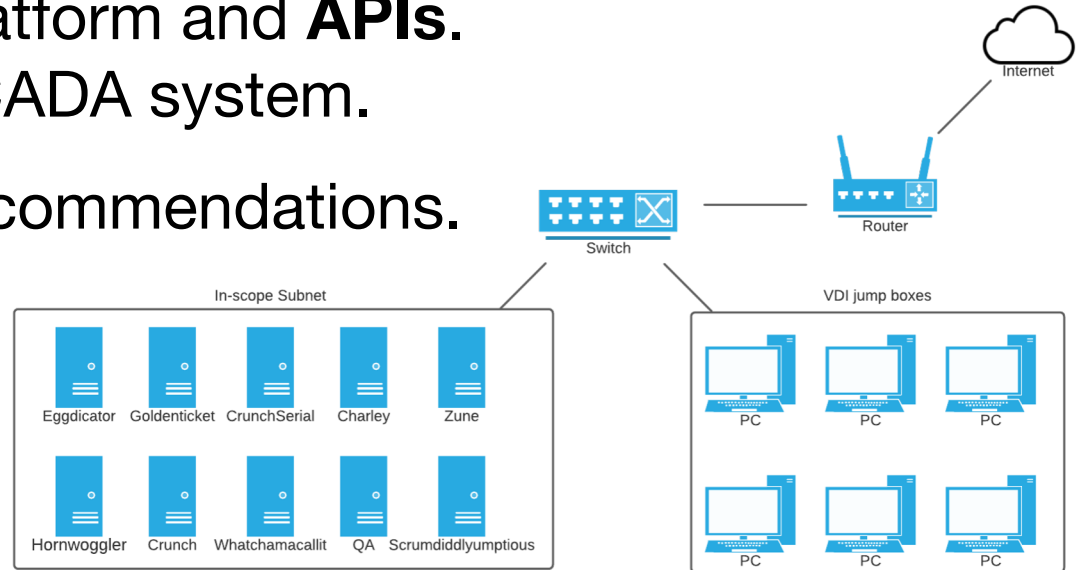 atform and APIs.
CADA system.
commendations.
Internet
Router
Switch
In-scope Subnet
Eggdicator Goldenticket CrunchSerial Charley Zune
Hornwoggler Crunch Whatchamacallit QA Scrumdiddlyumptious
VDI jump boxes
PC PC PC
PC PC PC